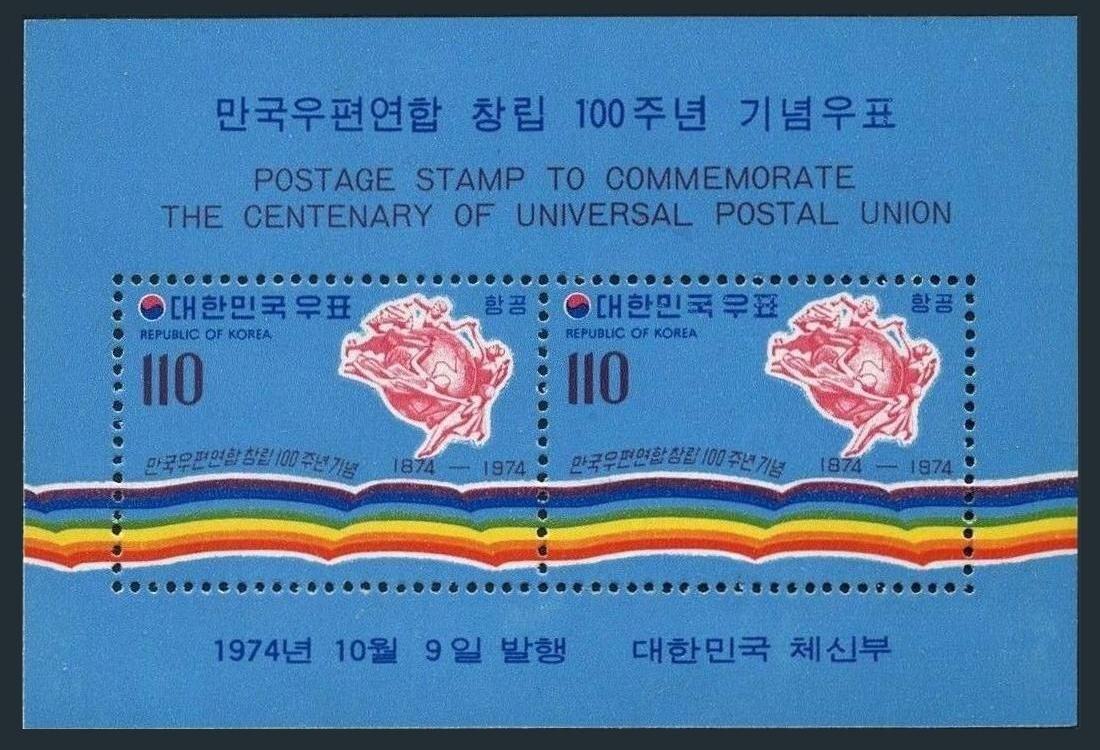 만국우편연합 창립 100주년 기념우표
POSTAGE STAMP TO COMMEMORATE
THE CENTENARY OF UNIVERSAL POSTAL UNION
대한민국우표 항공
REPUBLIC OF KOREA
110
만국우편연합창립100주년기념 1874 — 1974
대한민국우표 항공
REPUBLIC OF KOREA
110
만국우편연합창립100주년기념 1874 — 1974
1974년 10월 9일 발행 대한민국 체신부